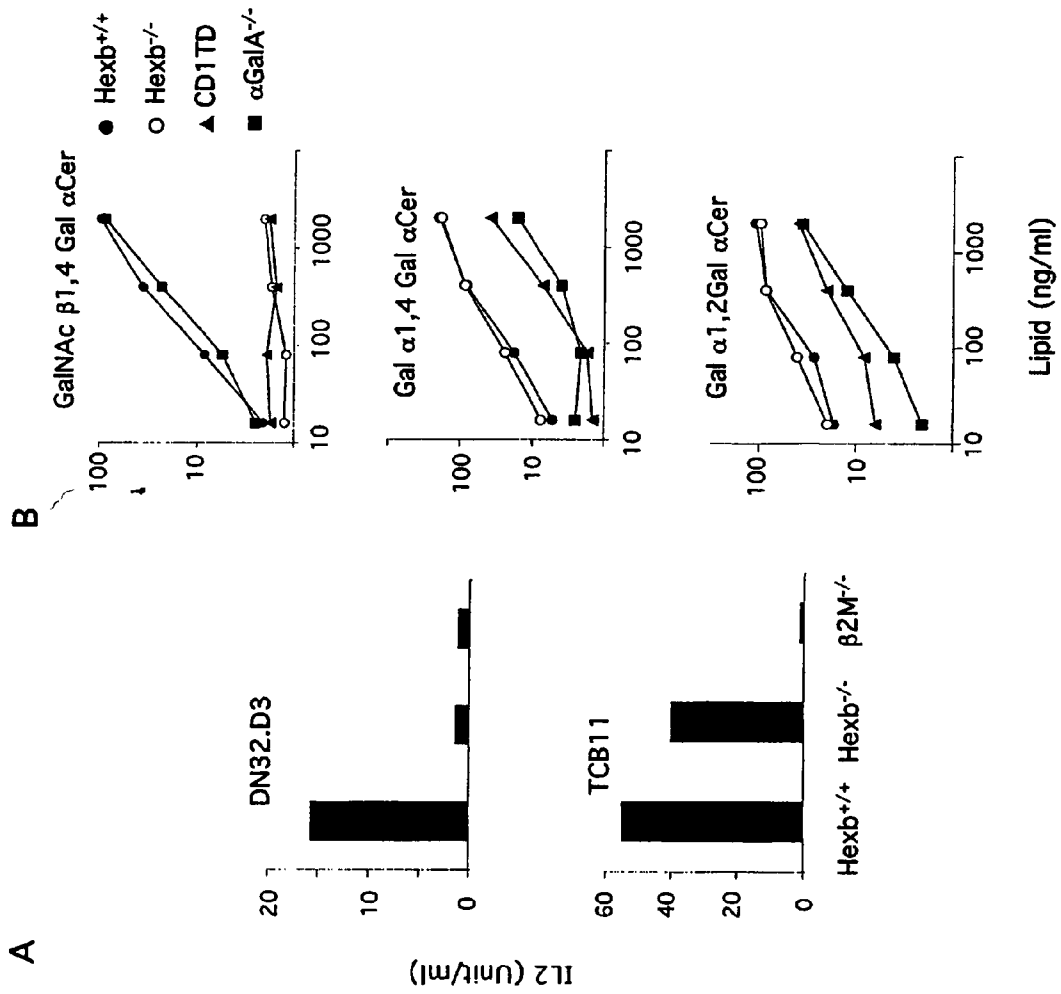 A
IL2 (Unit/ml)
DN32.D3
20
10
0
TCB11
60
40
20
0
Hexb+/+ Hexb-/- β2M-/-
B
GalNAc β1,4 Gal αCer
100
10
10 100 1000
Gal α1,4 Gal αCer
100
10
10 100 1000
Gal α1,2Gal αCer
100
10
10 100 1000
Lipid (ng/ml)
Hexb+/+
Hexb-/-
CD1TD
αGalA-/-